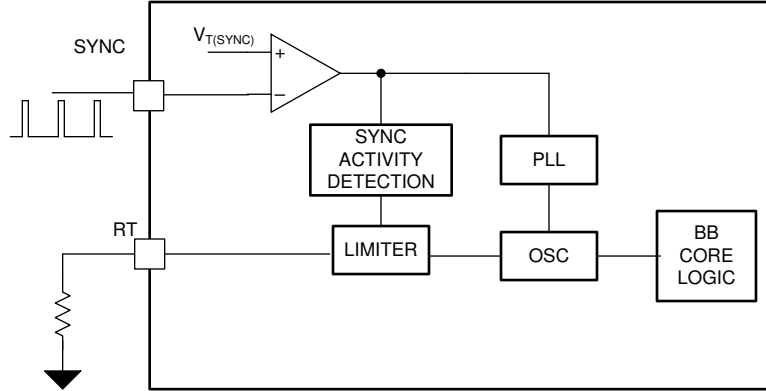 SYNC
V_T(SYNC)
+
−
SYNC
ACTIVITY
DETECTION
PLL
RT
LIMITER
OSC
BB
CORE
LOGIC